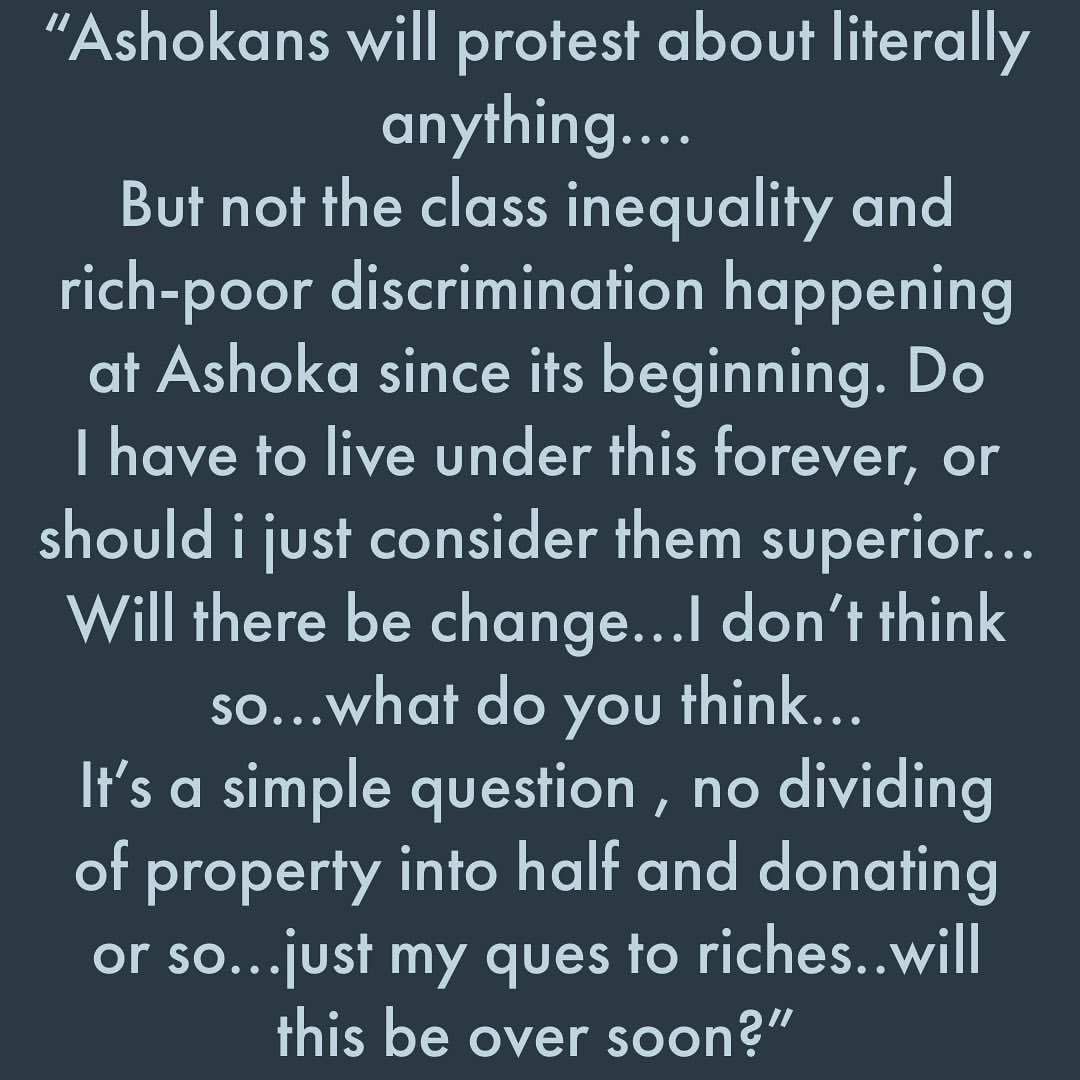 “Ashokans will protest about literally
anything....
But not the class inequality and
rich-poor discrimination happening
at Ashoka since its beginning. Do
I have to live under this forever, or
should i just consider them superior...
Will there be change...I don’t think
so...what do you think...
It’s a simple question , no dividing
of property into half and donating
or so...just my ques to riches..will
this be over soon?”